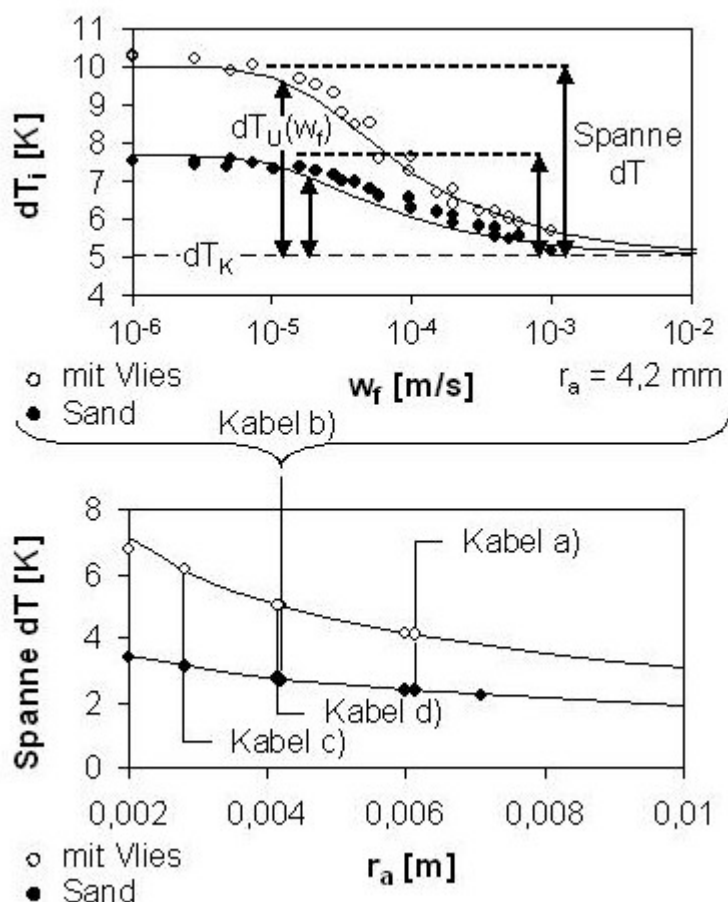 dTᵢ [K]
11
10
9
8
7
6
5
4
dT_U(w_f)
Spanne
dT
dT_K
10⁻⁶ 10⁻⁵ 10⁻⁴ 10⁻³ 10⁻²
w_f [m/s]
r_a = 4,2 mm
○ mit Vlies
● Sand
Kabel b)
Spanne dT [K]
8
6
4
2
0
Kabel a)
Kabel d)
Kabel c)
0,002 0,004 0,006 0,008 0,01
r_a [m]
○ mit Vlies
● Sand